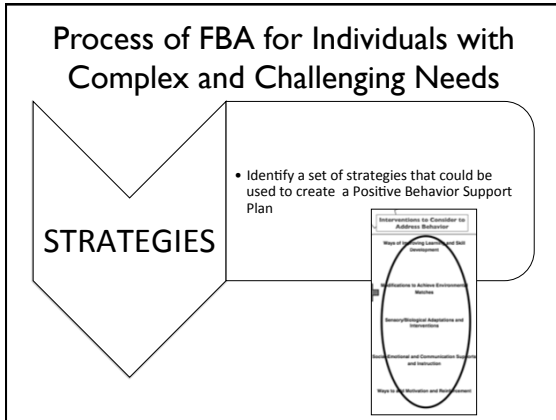 Process of FBA for Individuals with
Complex and Challenging Needs
STRATEGIES
• Identify a set of strategies that could be
used to create a Positive Behavior Support
Plan
Interventions to Consider to
Address Behavior
Ways of Improving Learning and Skill
Development
Modifications to Achieve Environmental
Matches
Sensory/Biological Adaptations and
Interventions
Social-Emotional and Communication Supports
and Instruction
Ways to Motivation and Reinforcement